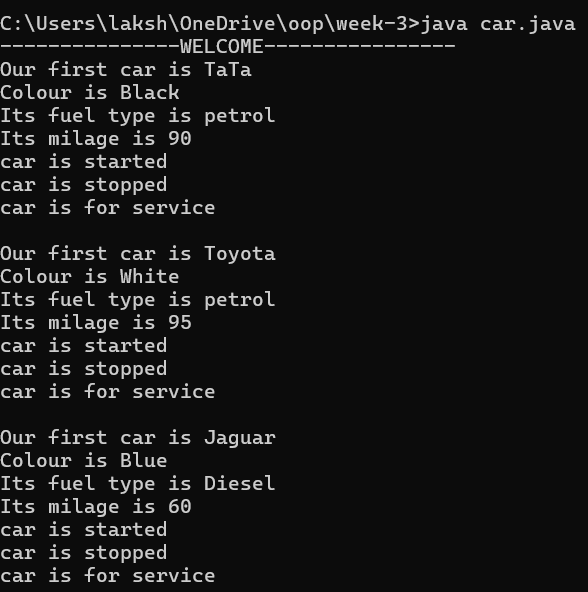 C:\Users\laksh\OneDrive\oop\week-3>java car.java
---------------WELCOME----------------
Our first car is TaTa
Colour is Black
Its fuel type is petrol
Its milage is 90
car is started
car is stopped
car is for service
Our first car is Toyota
Colour is White
Its fuel type is petrol
Its milage is 95
car is started
car is stopped
car is for service
Our first car is Jaguar
Colour is Blue
Its fuel type is Diesel
Its milage is 60
car is started
car is stopped
car is for service